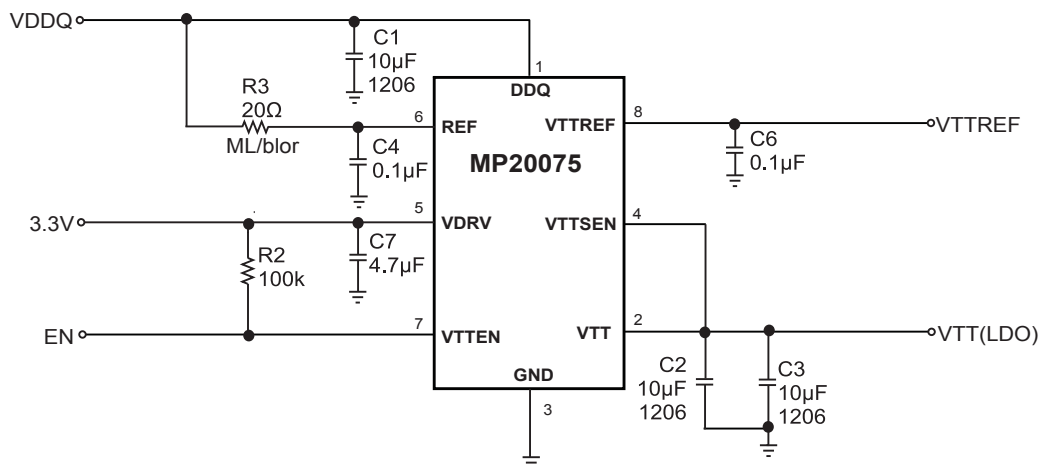 VDDQ
C1
10µF
1206
1
DDQ
R3
20Ω
ML/blor
6
REF
VTTREF
8
VTTREF
C4
0.1µF
MP20075
C6
0.1µF
3.3V
5
VDRV
VTTSEN
4
R2
100k
C7
4.7µF
EN
7
VTTEN
VTT
2
VTT(LDO)
GND
3
C2
10µF
1206
C3
10µF
1206